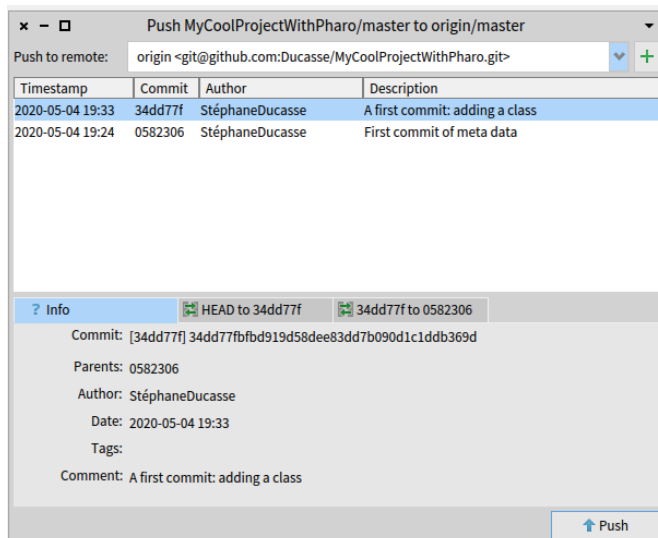 Push MyCoolProjectWithPharo/master to origin/master
Push to remote: origin <git@github.com:Ducasse/MyCoolProjectWithPharo.git>
Timestamp Commit Author Description
2020-05-04 19:33 34dd77f StéphaneDucasse A first commit: adding a class
2020-05-04 19:24 0582306 StéphaneDucasse First commit of meta data
? Info HEAD to 34dd77f 34dd77f to 0582306
Commit: [34dd77f] 34dd77fbfbd919d58dee83dd7b090d1c1ddb369d
Parents: 0582306
Author: StéphaneDucasse
Date: 2020-05-04 19:33
Tags:
Comment: A first commit: adding a class
Push